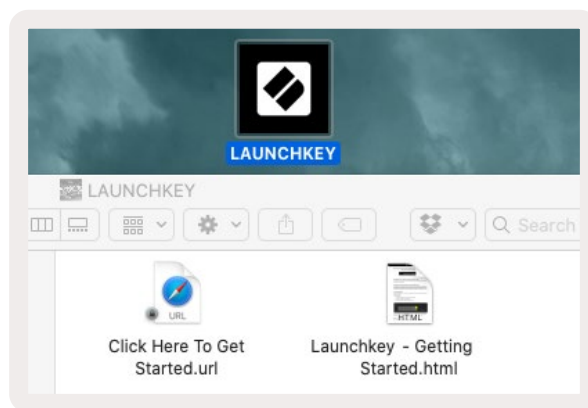 LAUNCHKEY
LAUNCHKEY
Search
URL
HTML
Click Here To Get
Started.url
Launchkey - Getting
Started.html